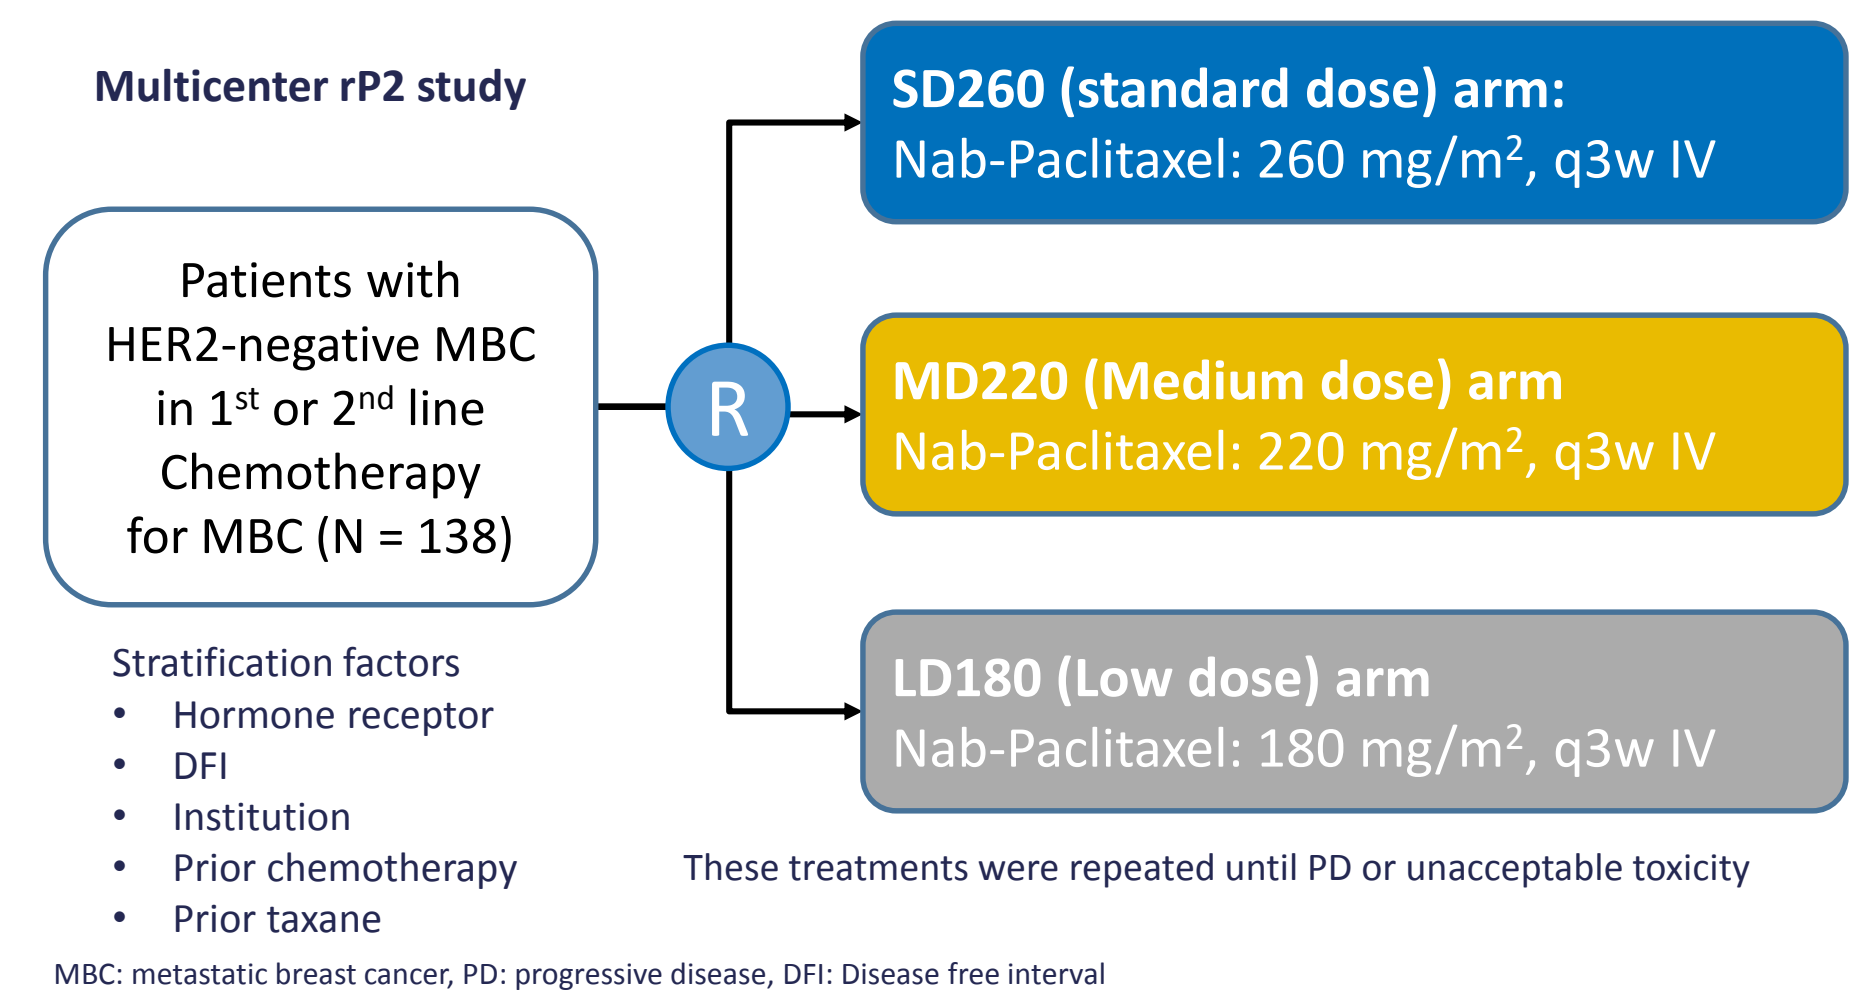 Multicenter rP2 study
Patients with
HER2-negative MBC
in 1st or 2nd line
Chemotherapy
for MBC (N = 138)
Stratification factors
• Hormone receptor
• DFI
• Institution
• Prior chemotherapy
• Prior taxane
R
SD260 (standard dose) arm:
Nab-Paclitaxel: 260 mg/m², q3w IV
MD220 (Medium dose) arm
Nab-Paclitaxel: 220 mg/m², q3w IV
LD180 (Low dose) arm
Nab-Paclitaxel: 180 mg/m², q3w IV
These treatments were repeated until PD or unacceptable toxicity
MBC: metastatic breast cancer, PD: progressive disease, DFI: Disease free interval